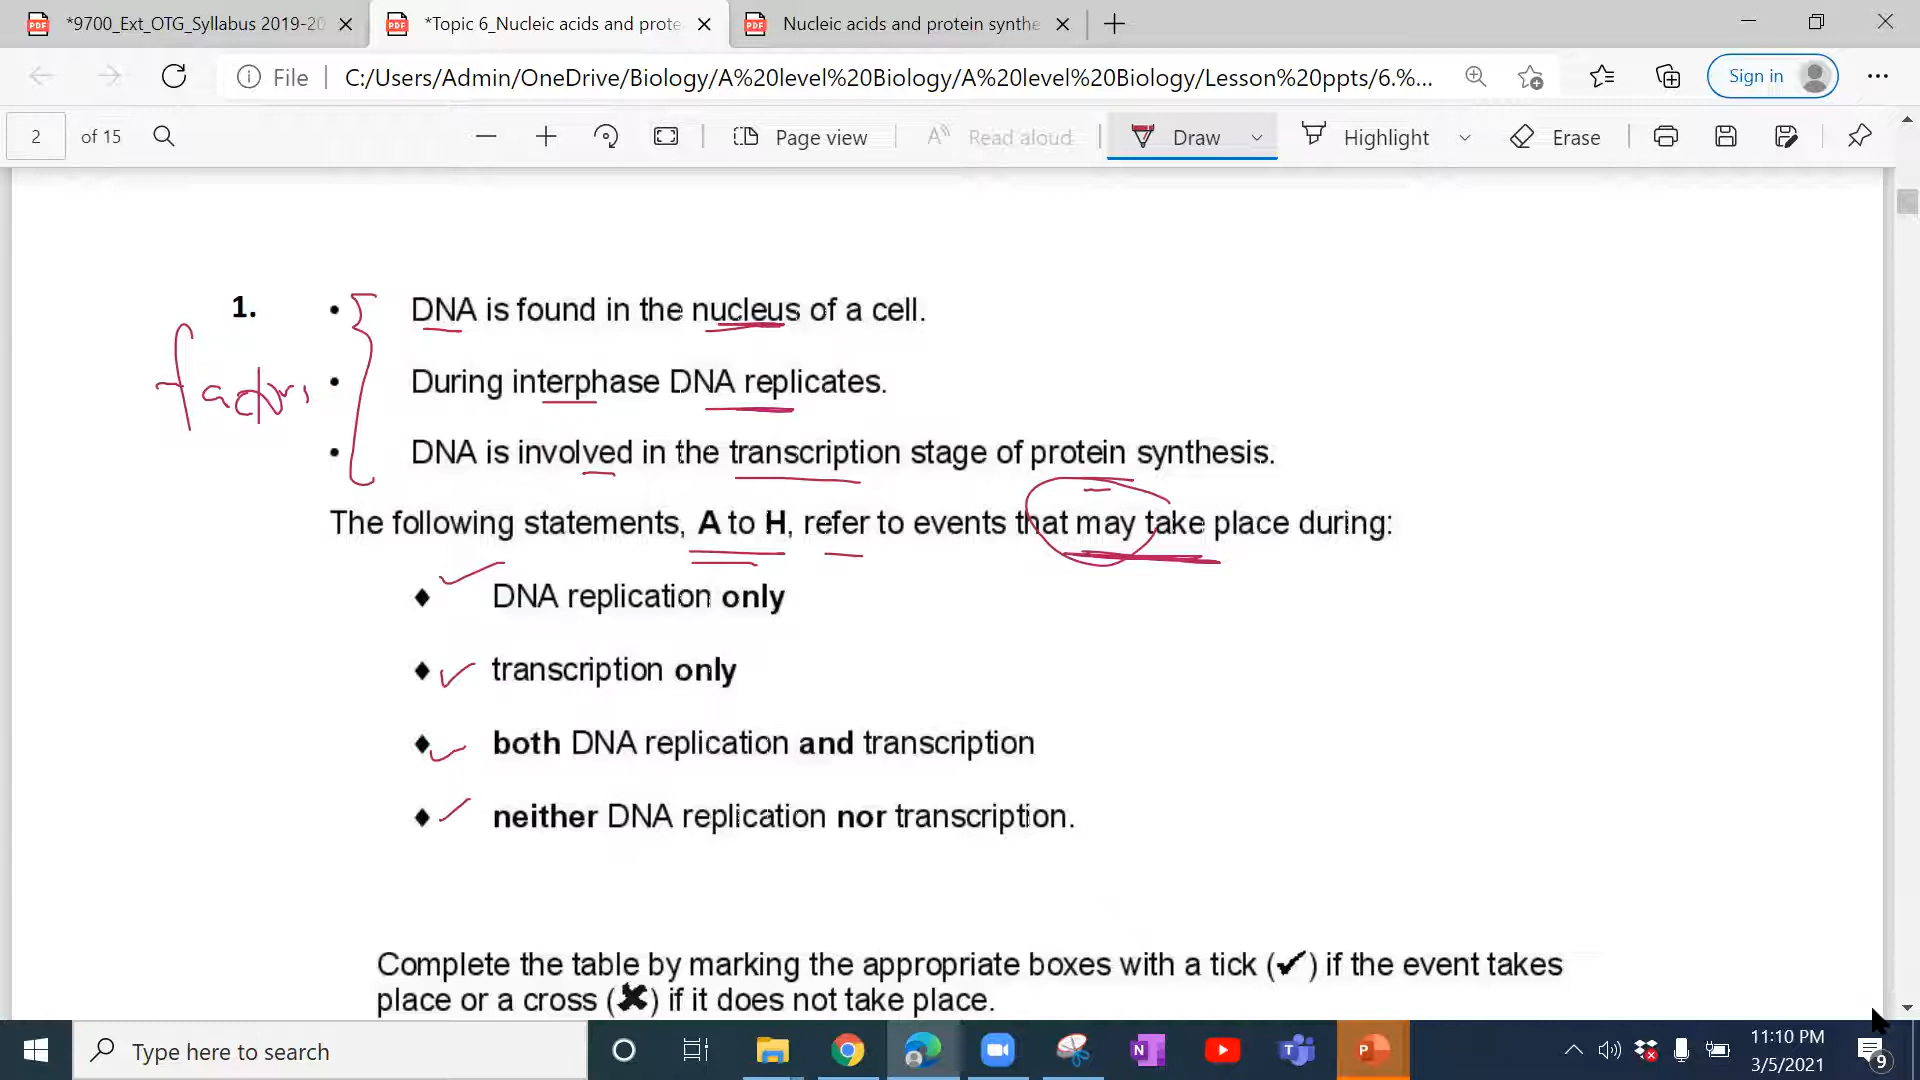 *9700_Ext_OTG_Syllabus 2019-20
*Topic 6_Nucleic acids and prote
Nucleic acids and protein synthe
File
C:/Users/Admin/OneDrive/Biology/A%20level%20Biology/A%20level%20Biology/Lesson%20ppts/6.%...
Sign in
2 of 15
Page view
Read aloud
Draw
Highlight
Erase
1. • DNA is found in the nucleus of a cell.
• During interphase DNA replicates.
factors
• DNA is involved in the transcription stage of protein synthesis.
The following statements, A to H, refer to events that may take place during:
♦ DNA replication only
♦ transcription only
♦ both DNA replication and transcription
♦ neither DNA replication nor transcription.
Complete the table by marking the appropriate boxes with a tick (✓) if the event takes
place or a cross (✗) if it does not take place.
Type here to search
11:10 PM
3/5/2021
9